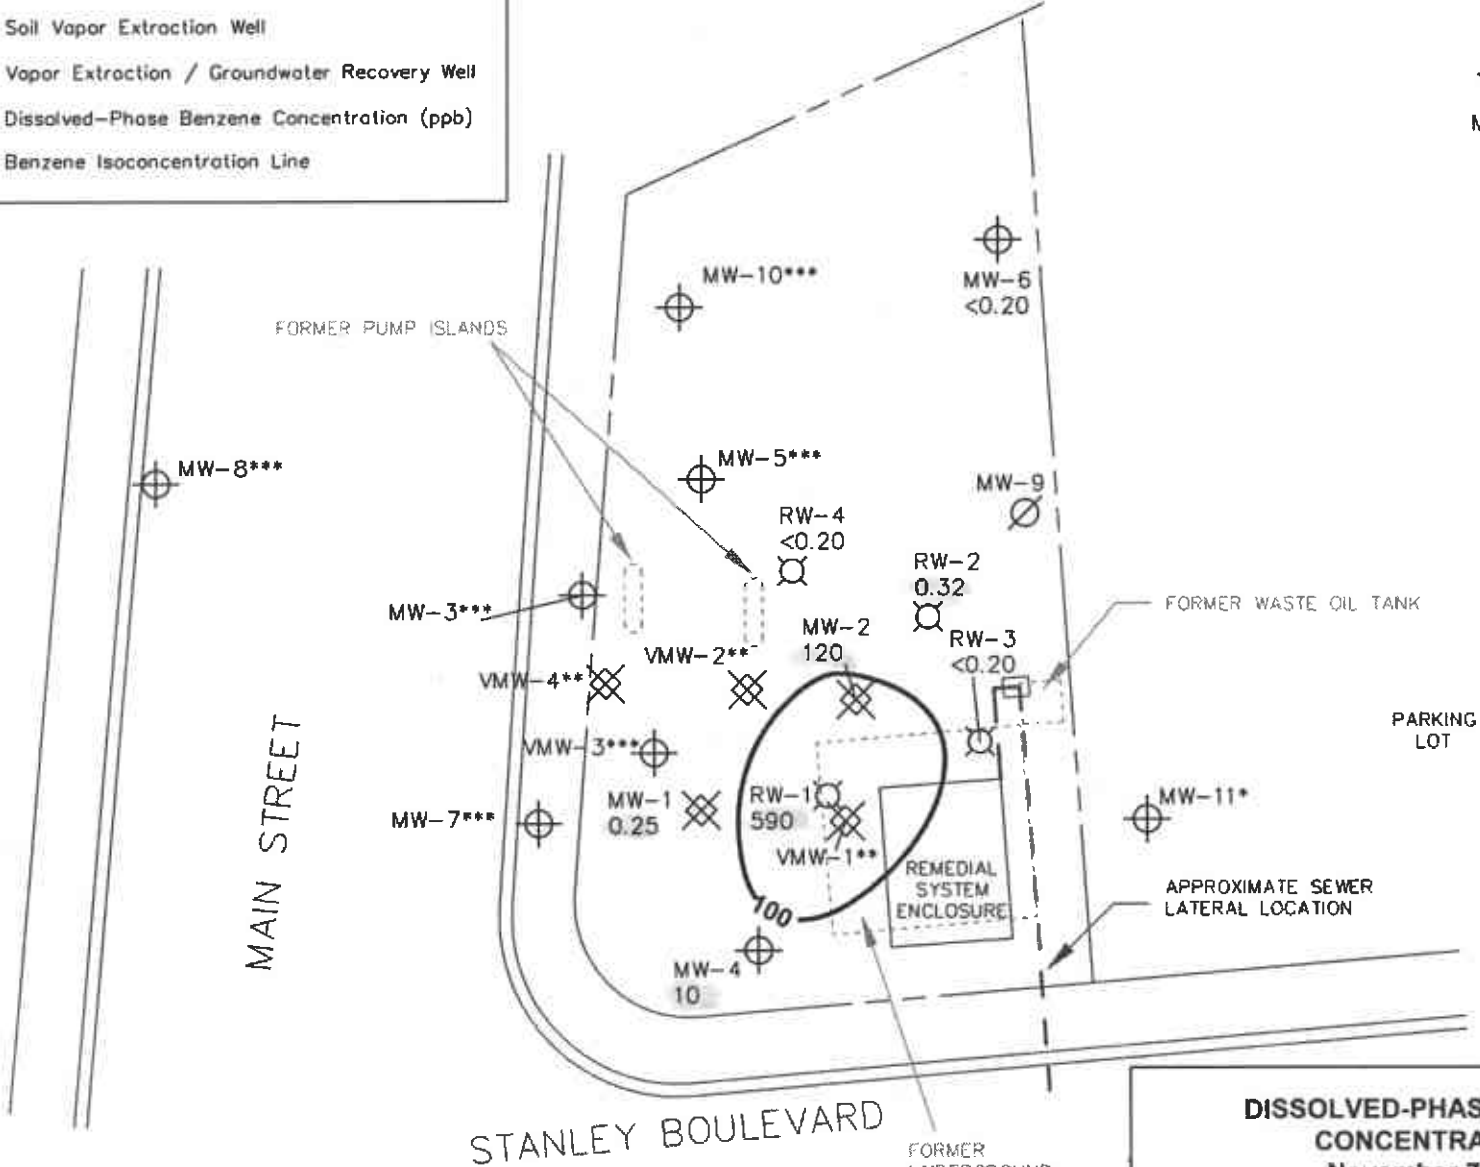 Soil Vapor Extraction Well
Vapor Extraction / Groundwater Recovery Well
Dissolved-Phase Benzene Concentration (ppb)
Benzene Isoconcentration Line
MW-10***
MW-6
<0.20
FORMER PUMP ISLANDS
MW-8***
MW-5***
MW-9
RW-4
<0.20
RW-2
0.32
MW-3***
FORMER WASTE OIL TANK
MW-2
120
RW-3
<0.20
VMW-2**
VMW-4**
PARKING
LOT
VMW-3***
MW-1
0.25
RW-1
590
MW-11*
MW-7***
VMW-1**
REMEDIAL
SYSTEM
ENCLOSURE
MAIN STREET
100
APPROXIMATE SEWER
LATERAL LOCATION
MW-4
10
STANLEY BOULEVARD
FORMER
DISSOLVED-PHAS
CONCENTRA